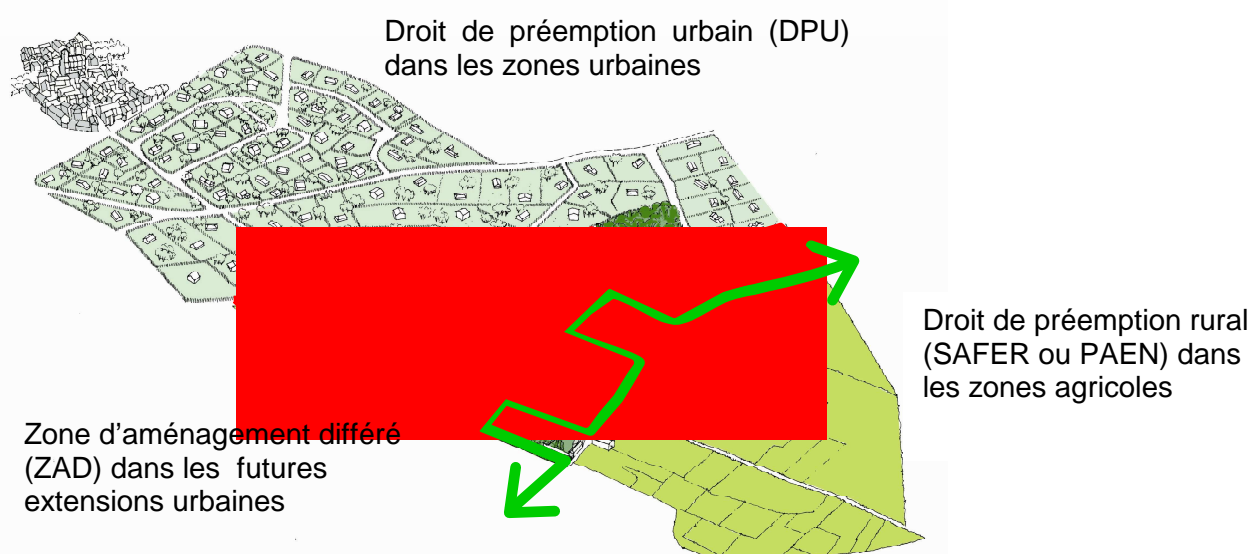 Droit de préemption urbain (DPU)
dans les zones urbaines
Droit de préemption rural
(SAFER ou PAEN) dans
les zones agricoles
Zone d’aménagement différé
(ZAD) dans les futures
extensions urbaines